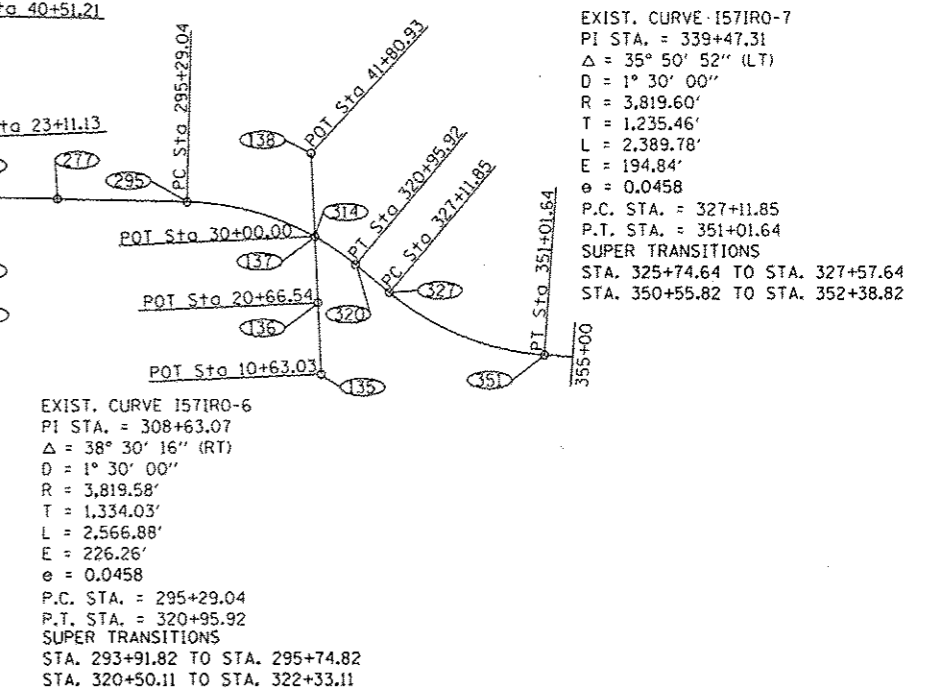 ta 40+51.21
ta 23+11.13
277
295
PC Sta 295+29.04
138
POT Sta 41+80.93
314
POT Sta 30+00.00
137
PT Sta 320+95.92
PC Sta 327+11.85
327
POT Sta 20+66.54
136
320
POT Sta 10+63.03
135
351
PT Sta 351+01.64
355+00
EXIST. CURVE I57IRO-7
PI STA. = 339+47.31
Δ = 35° 50' 52" (LT)
D = 1° 30' 00"
R = 3,819.60'
T = 1,235.46'
L = 2,389.78'
E = 194.84'
e = 0.0458
P.C. STA. = 327+11.85
P.T. STA. = 351+01.64
SUPER TRANSITIONS
STA. 325+74.64 TO STA. 327+57.64
STA. 350+55.82 TO STA. 352+38.82
EXIST. CURVE I57IRO-6
PI STA. = 308+63.07
Δ = 38° 30' 16" (RT)
D = 1° 30' 00"
R = 3,819.58'
T = 1,334.03'
L = 2,566.88'
E = 226.26'
e = 0.0458
P.C. STA. = 295+29.04
P.T. STA. = 320+95.92
SUPER TRANSITIONS
STA. 293+91.82 TO STA. 295+74.82
STA. 320+50.11 TO STA. 322+33.11